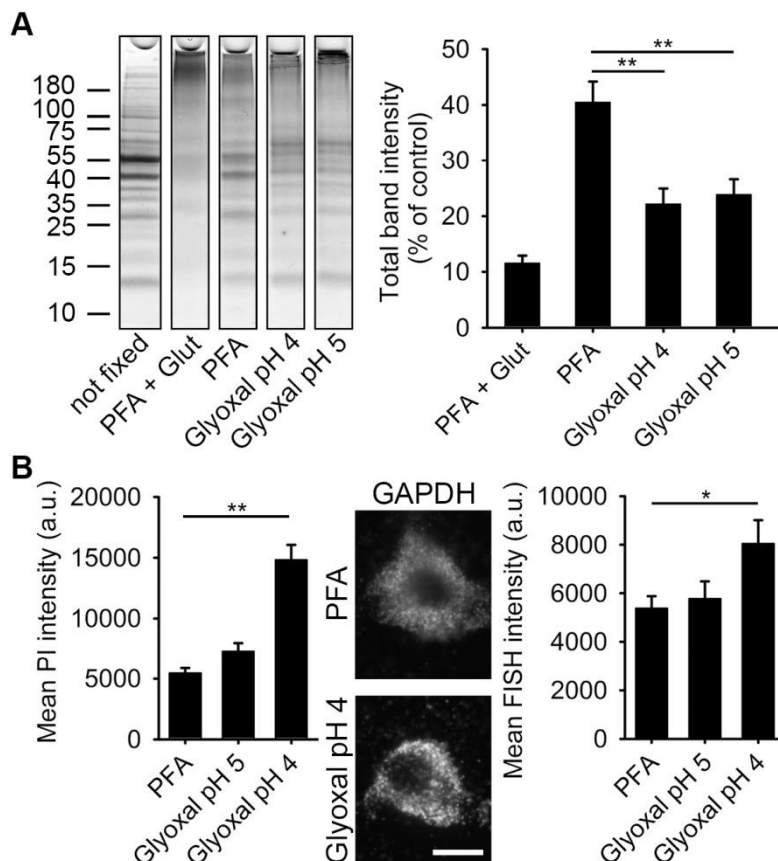 A
180
100
75
55
40
35
25
15
10
not fixed
PFA + Glut
PFA
Glyoxal pH 4
Glyoxal pH 5
Total band intensity
(% of control)
50
40
30
20
10
0
**
**
PFA + Glut
PFA
Glyoxal pH 4
Glyoxal pH 5
B
Mean PI intensity (a.u.)
20000
15000
10000
5000
0
**
PFA
Glyoxal pH 5
Glyoxal pH 4
GAPDH
PFA
Glyoxal pH 4
Mean FISH intensity (a.u.)
10000
8000
6000
4000
2000
0
*
PFA
Glyoxal pH 5
Glyoxal pH 4